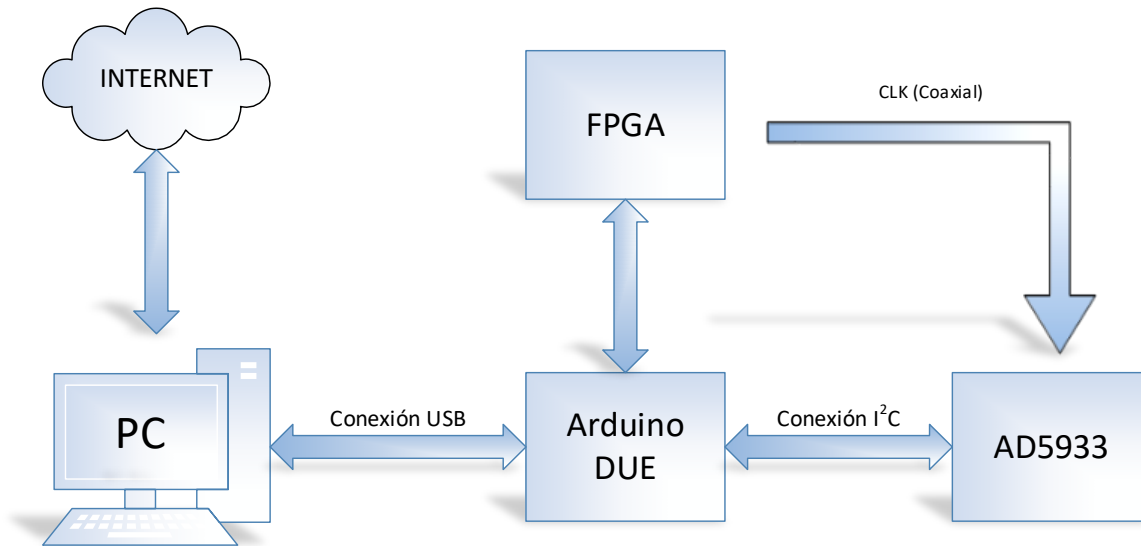 INTERNET
FPGA
CLK (Coaxial)
PC
Conexión USB
Arduino
DUE
Conexión I²C
AD5933